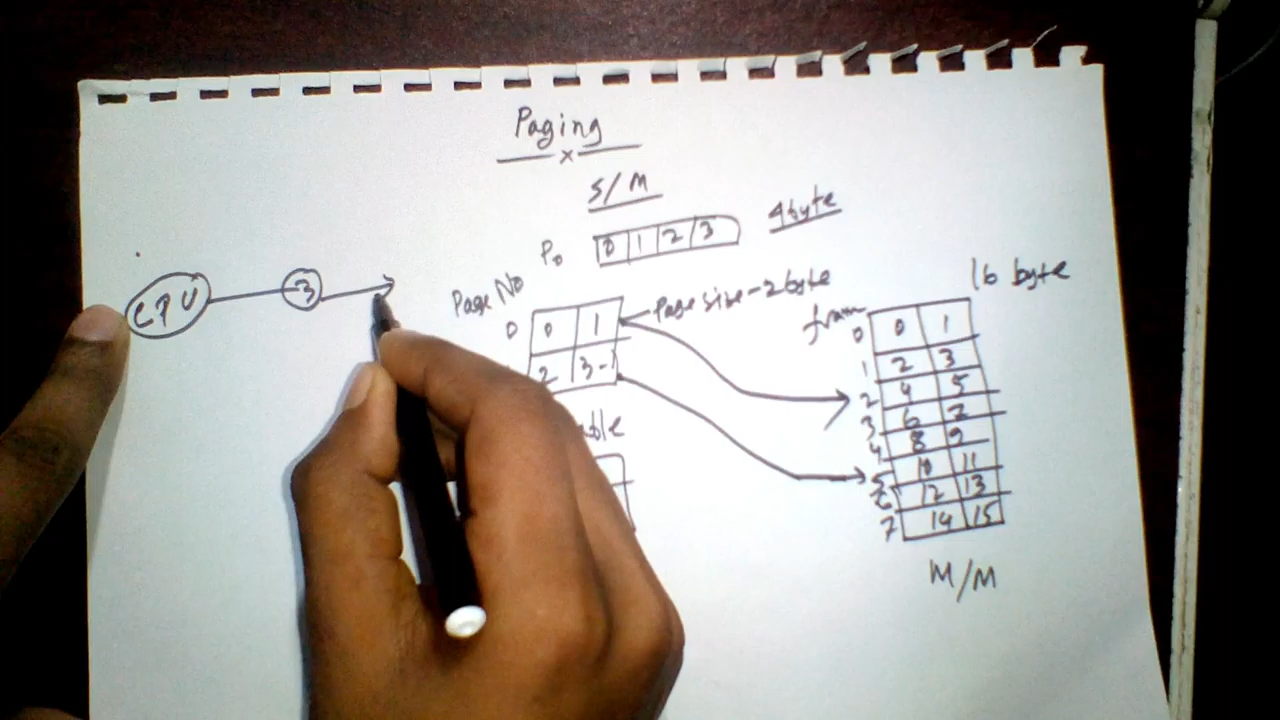 Paging
S/M
P0 0 1 2 3 4 byte
CPU 3
Page No
0 0 1
2 3
Page size - 2 byte
16 byte
fram
0 0 1
1 2 3
2 4 5
3 6 7
4 8 9
5 10 11
6 12 13
7 14 15
M/M